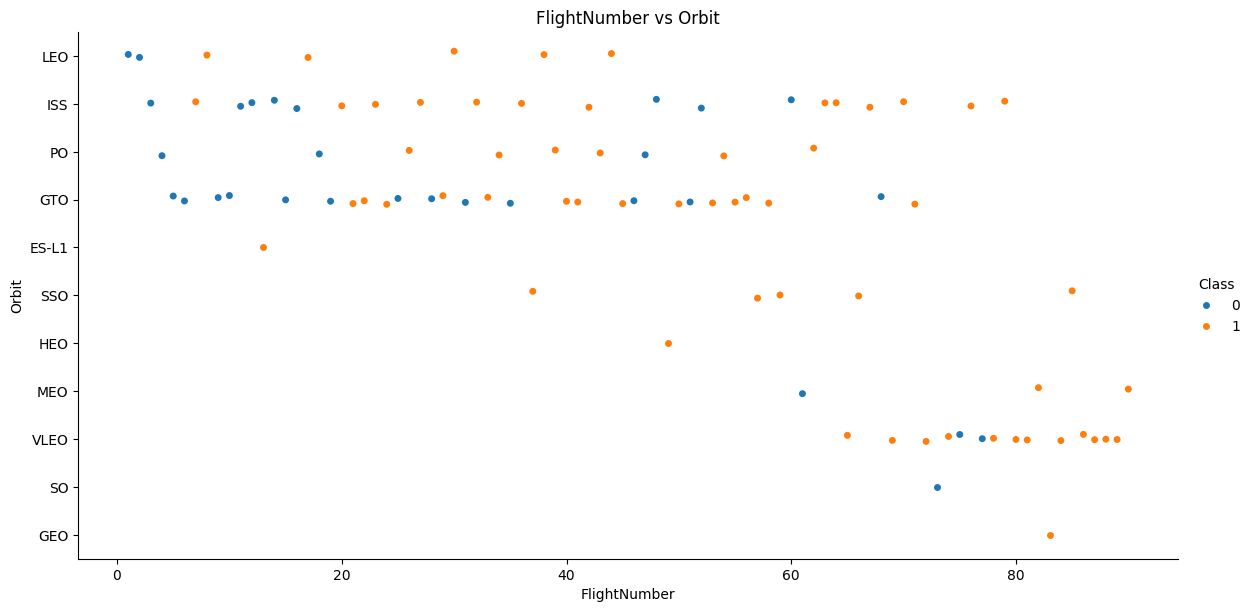 FlightNumber vs Orbit
LEO
ISS
PO
GTO
ES-L1
SSO
HEO
MEO
VLEO
SO
GEO
Orbit
0
20
40
60
80
FlightNumber
Class
0
1